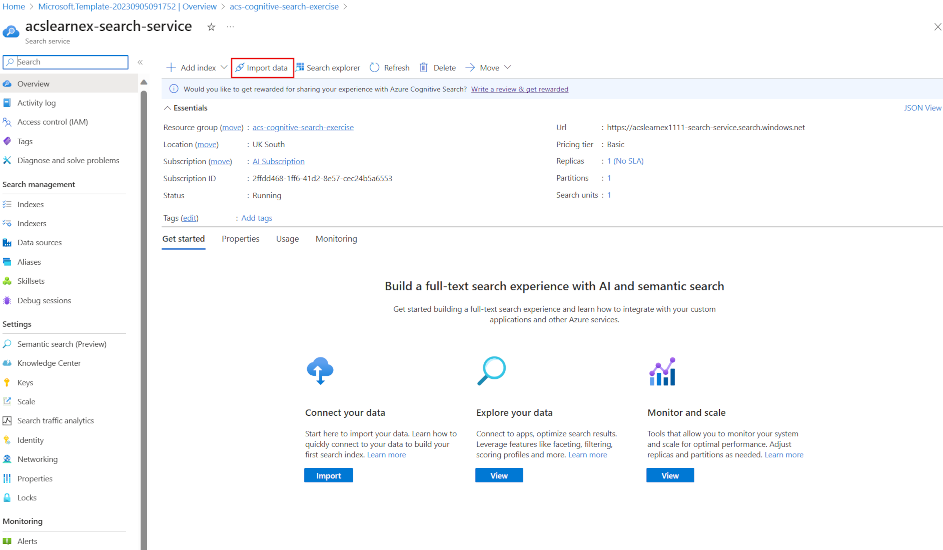 Home > Microsoft.Template-20230905091752 | Overview > acs-cognitive-search-exercise >
acslearnex-search-service
Search service
Search
Overview
Activity log
Access control (IAM)
Tags
Diagnose and solve problems
Search management
Indexes
Indexers
Data sources
Aliases
Skillsets
Debug sessions
Settings
Semantic search (Preview)
Knowledge Center
Keys
Scale
Search traffic analytics
Identity
Networking
Properties
Locks
Monitoring
Alerts
Add index Import data Search explorer Refresh Delete Move
Would you like to get rewarded for sharing your experience with Azure Cognitive Search? Write a review & get rewarded
Essentials JSON View
Resource group (move) : acs-cognitive-search-exercise
Location (move) : UK South
Subscription (move) : AI Subscription
Subscription ID : 2ffdd468-1ff6-41d2-8e57-cec24b5a6553
Status : Running
Url : https://acslearnex1111-search-service.search.windows.net
Pricing tier : Basic
Replicas : 1 (No SLA)
Partitions : 1
Search units : 1
Tags (edit) : Add tags
Get started Properties Usage Monitoring
Build a full-text search experience with AI and semantic search
Get started building a full-text search experience and learn how to integrate with your custom
applications and other Azure services.
Connect your data
Start here to import your data. Learn how to
quickly connect to your data to build your
first search index. Learn more
Import
Explore your data
Connect to apps, optimize search results.
Leverage features like faceting, filtering,
scoring profiles and more. Learn more
View
Monitor and scale
Tools that allow you to monitor your system
and scale for optimal performance. Adjust
replicas and partitions as needed. Learn more
View